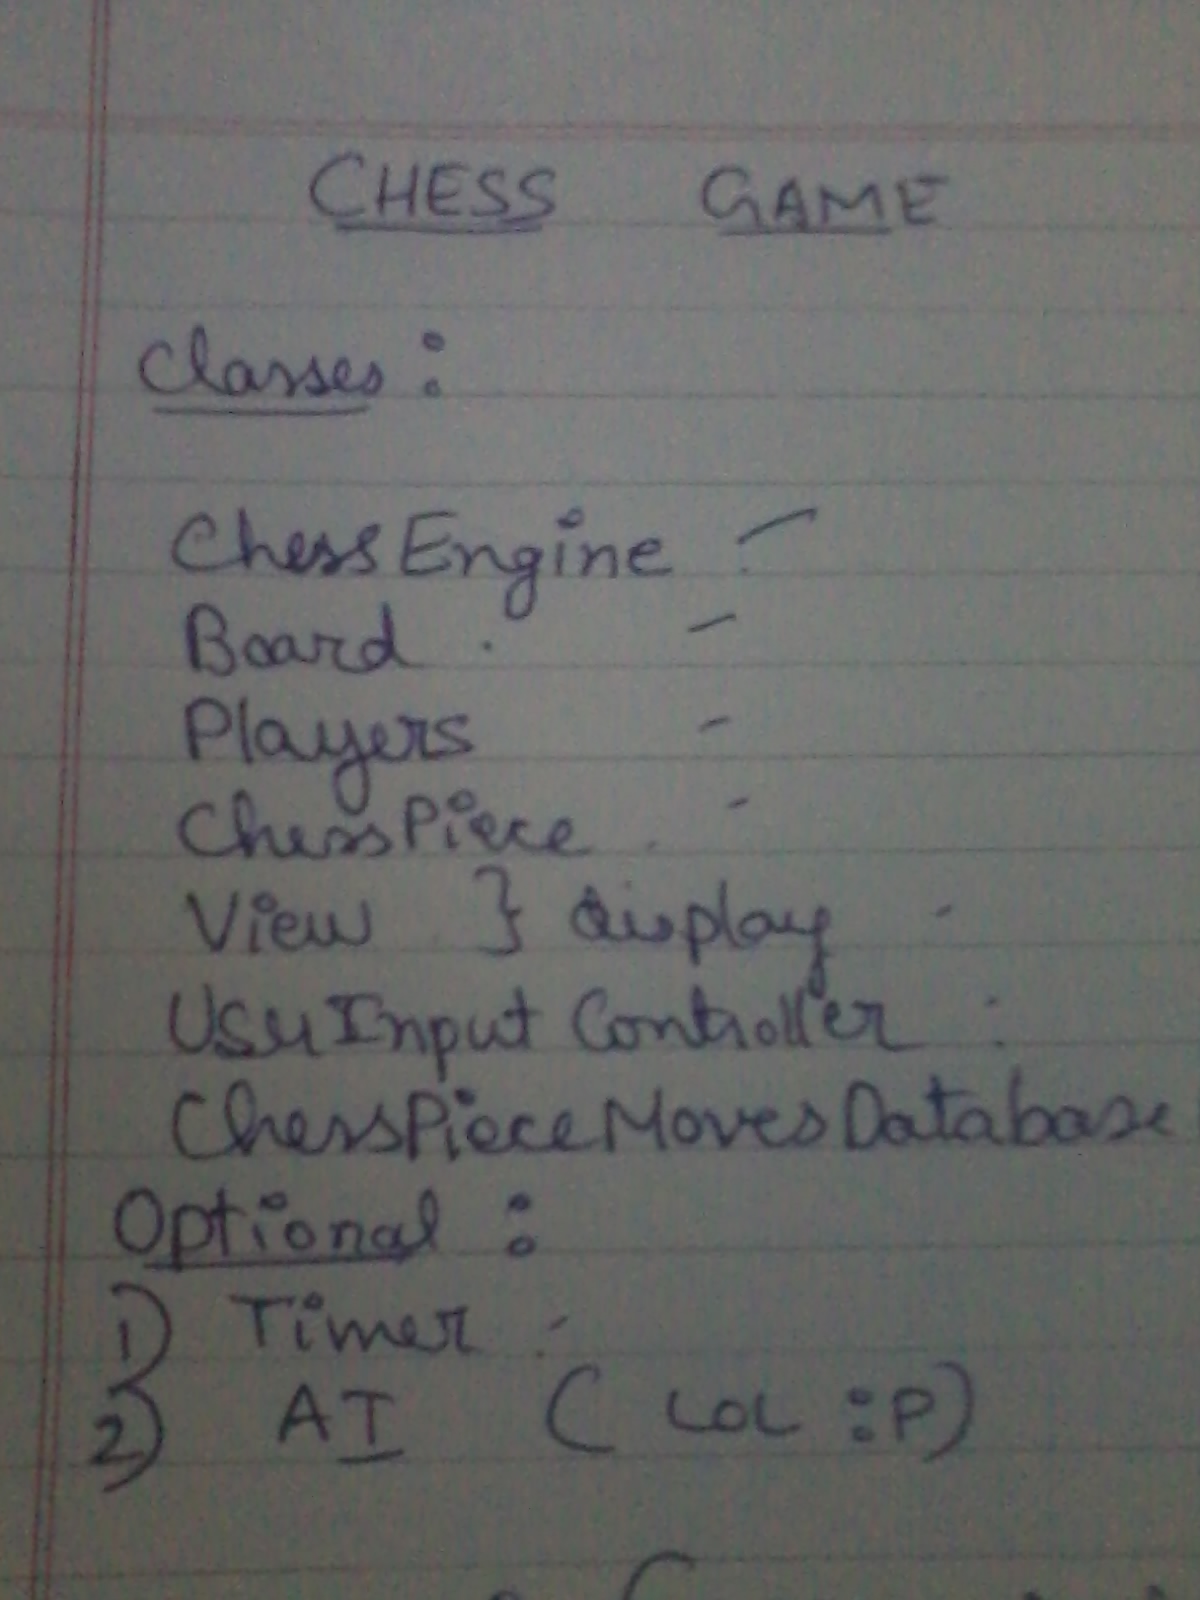 CHESS GAME
Classes :
ChessEngine -
Board . -
Players -
ChessPiece . -
View } display -
UserInput Controller :
ChessPieceMovesDatabase
Optional :
1) Timer -
2) AI ( LOL :P)